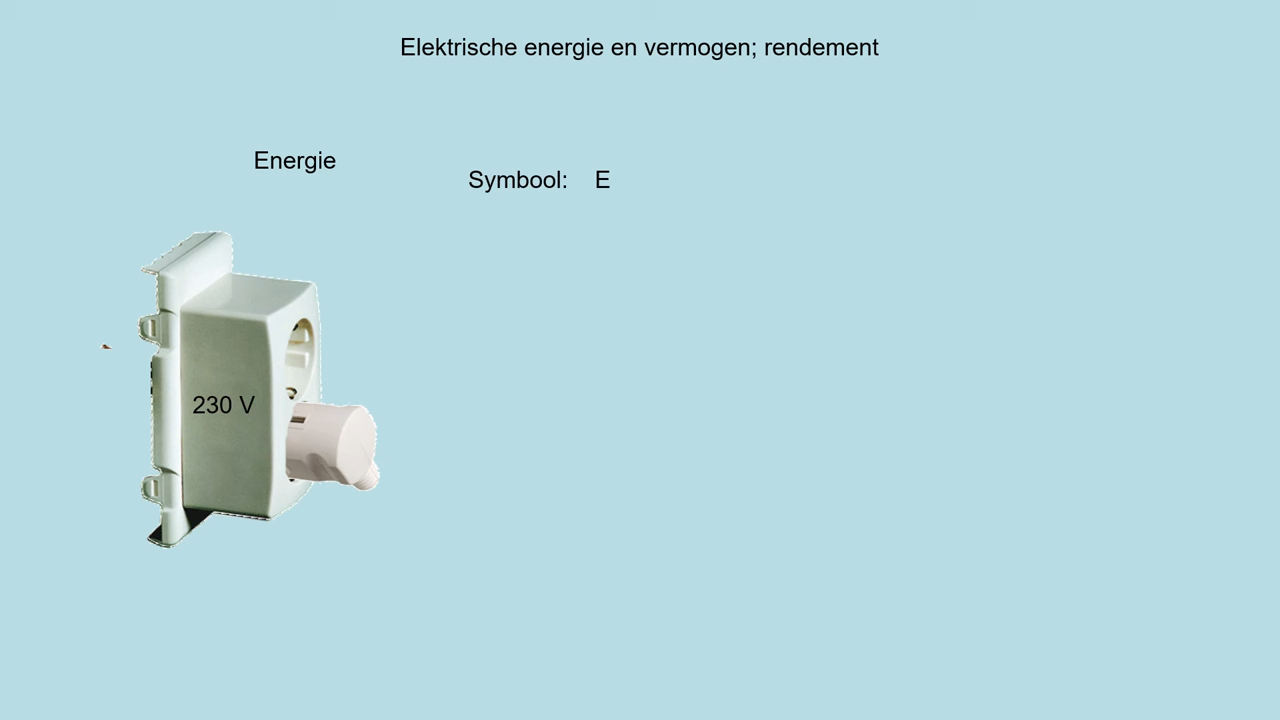 Elektrische energie en vermogen; rendement
Energie
Symbool: E
230 V